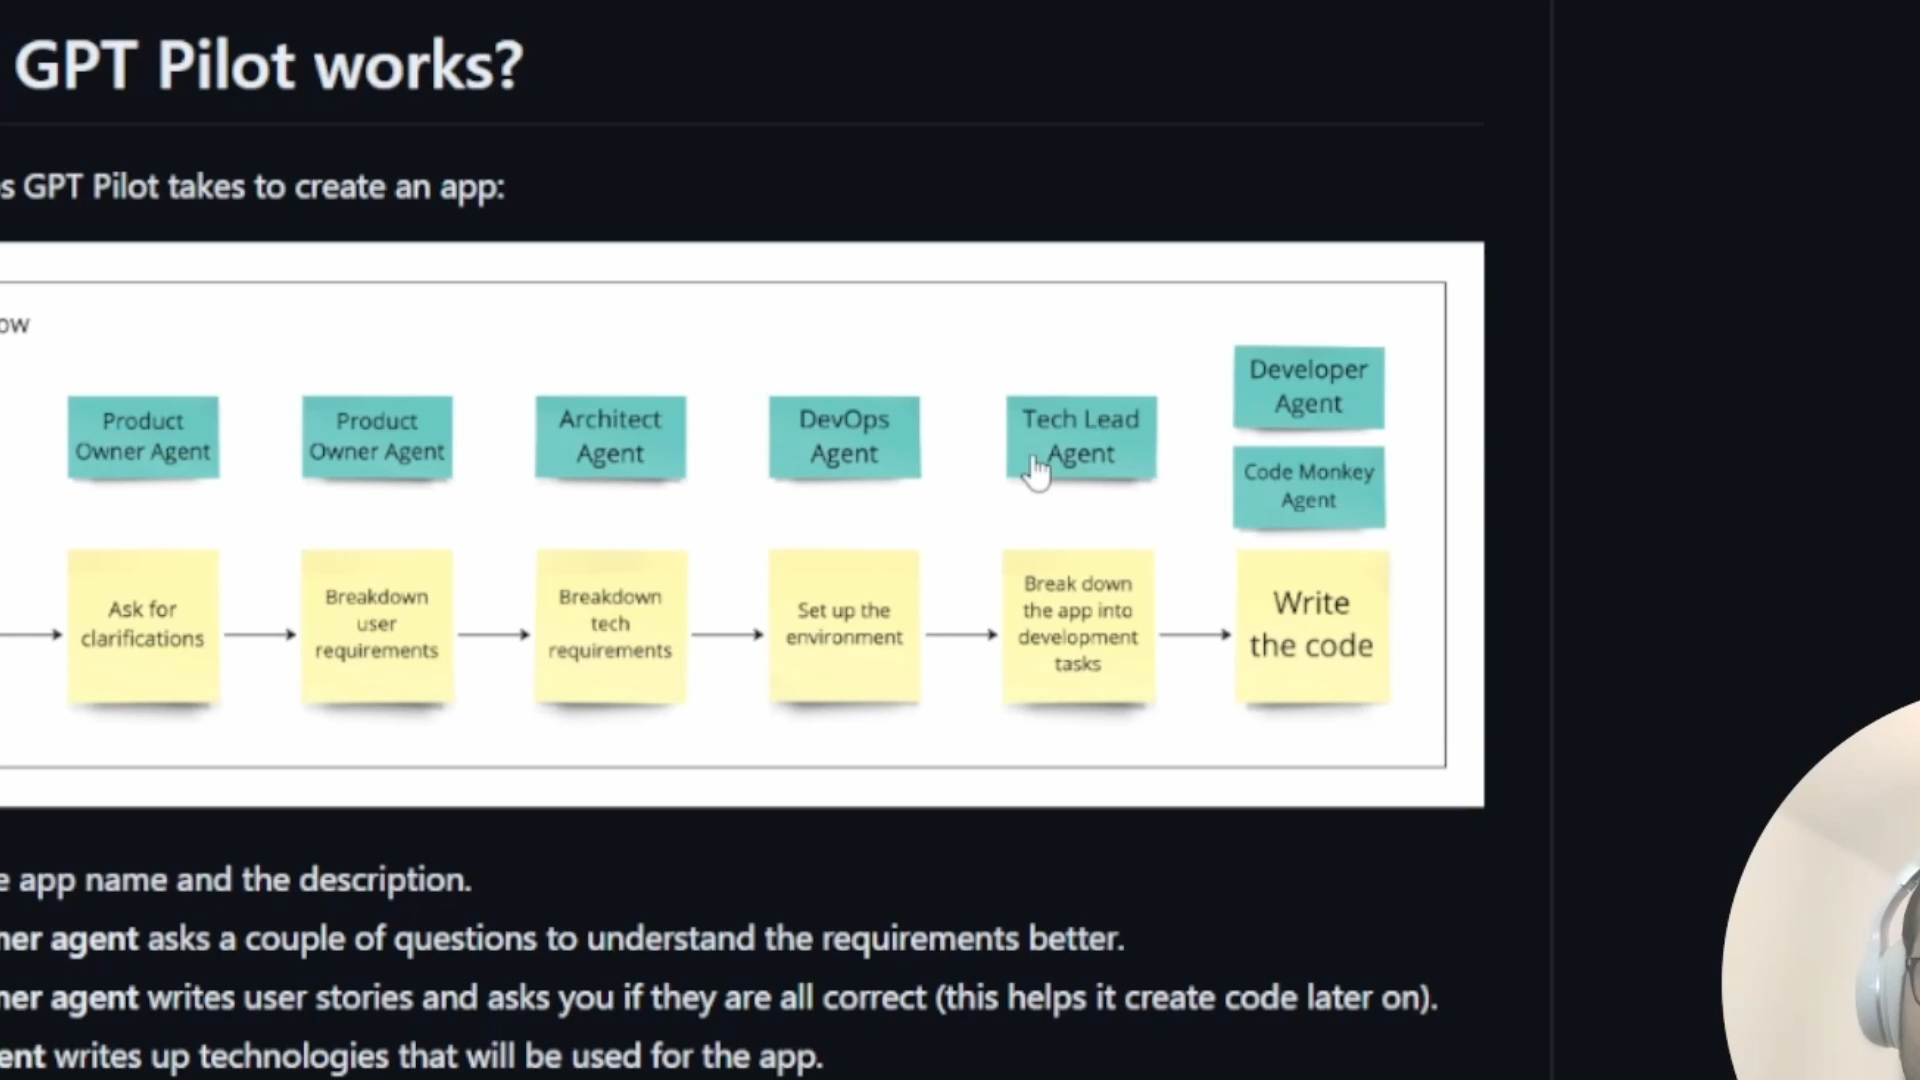 GPT Pilot works?
s GPT Pilot takes to create an app:
ow
Product
Owner Agent
Product
Owner Agent
Architect
Agent
DevOps
Agent
Tech Lead
Agent
Developer
Agent
Code Monkey
Agent
Ask for
clarifications
Breakdown
user
requirements
Breakdown
tech
requirements
Set up the
environment
Break down
the app into
development
tasks
Write
the code
e app name and the description.
ner agent asks a couple of questions to understand the requirements better.
ner agent writes user stories and asks you if they are all correct (this helps it create code later on).
ent writes up technologies that will be used for the app.